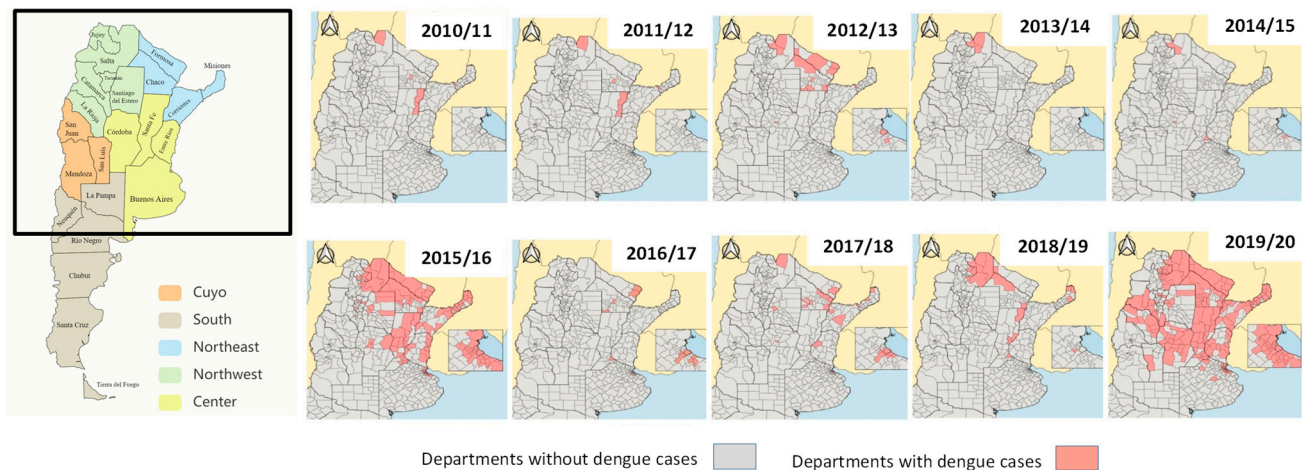 Jujuy
Salta
Formosa
Misiones
Tucumán
Chaco
Catamarca
Santiago
del Estero
Corrientes
La Rioja
Santa Fe
San
Juan
Córdoba
Entre Ríos
San Luis
Mendoza
La Pampa
Buenos Aires
Neuquén
Río Negro
Chubut
Santa Cruz
Tierra del Fuego
Cuyo
South
Northeast
Northwest
Center
2010/11
2011/12
2012/13
2013/14
2014/15
2015/16
2016/17
2017/18
2018/19
2019/20
Departments without dengue cases
Departments with dengue cases